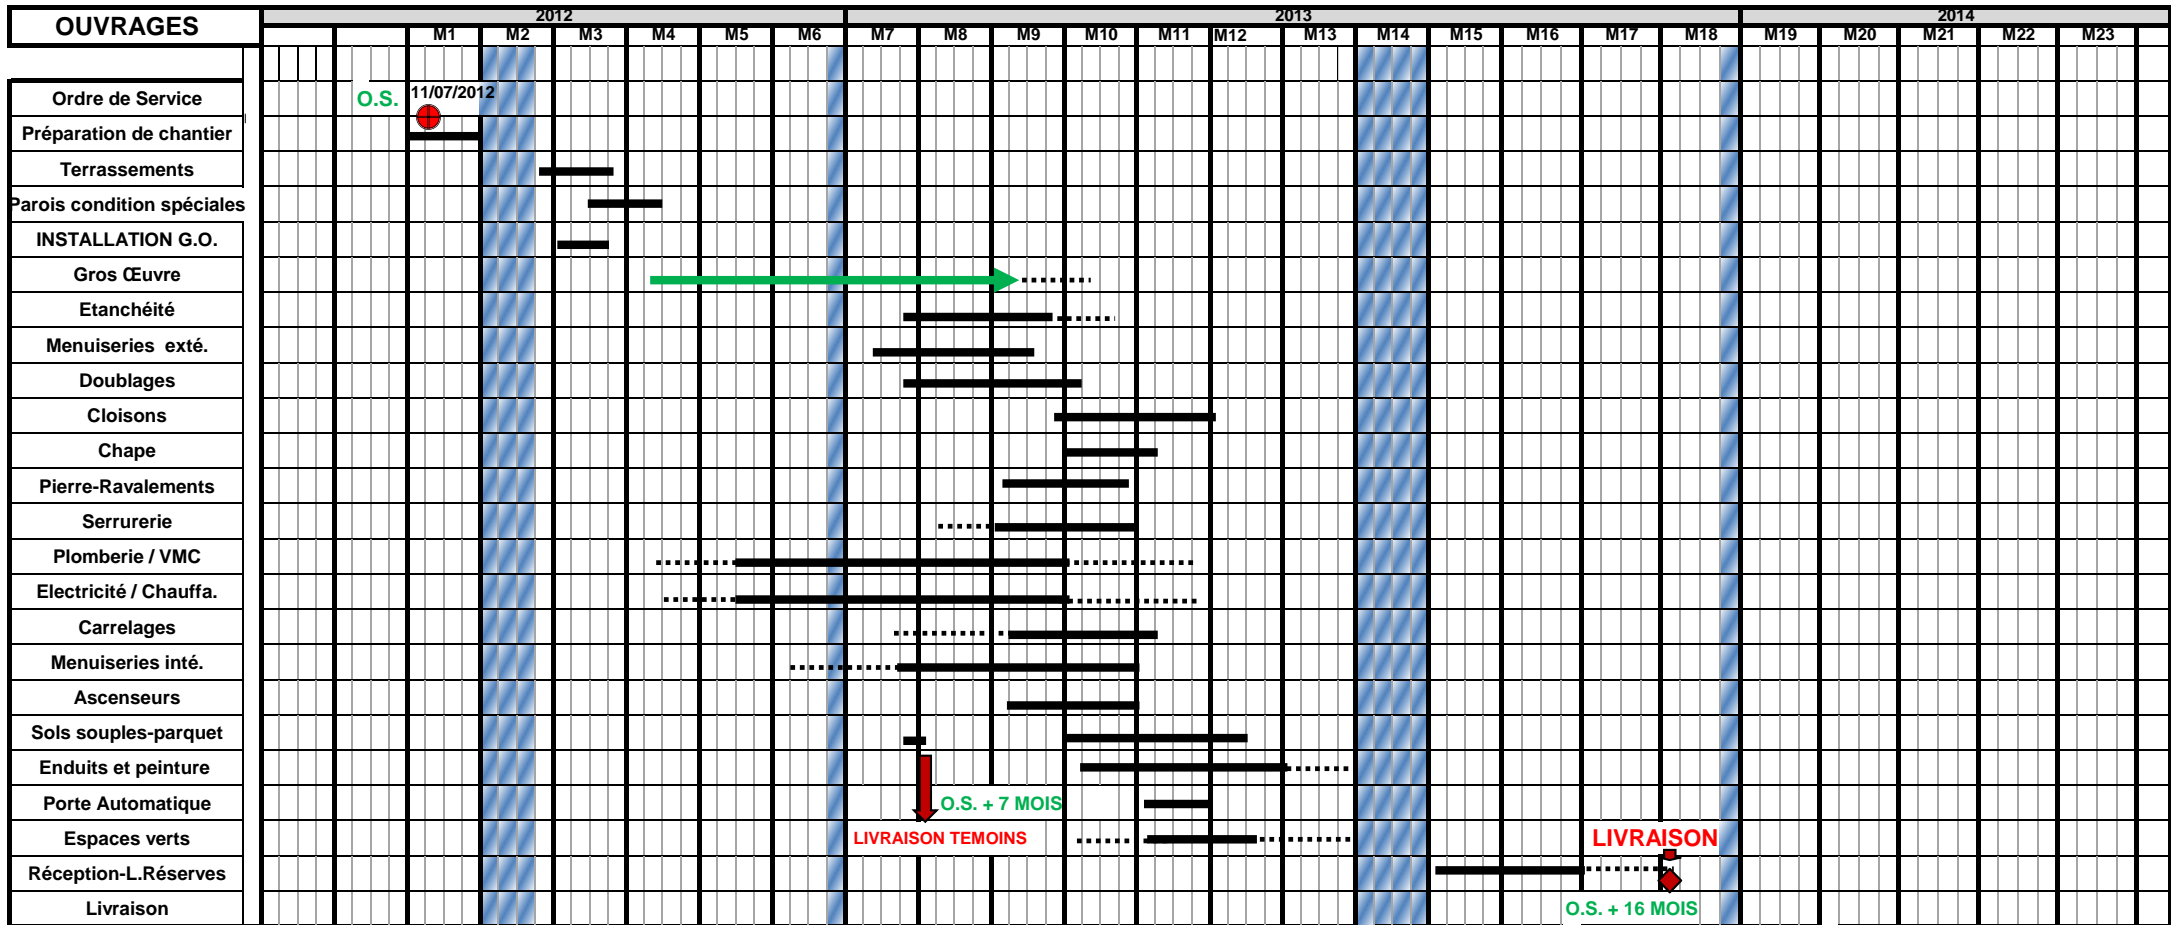 OUVRAGES
2012 2013 2014
M1 M2 M3 M4 M5 M6 M7 M8 M9 M10 M11 M12 M13 M14 M15 M16 M17 M18 M19 M20 M21 M22 M23
Ordre de Service
O.S. 11/07/2012
Préparation de chantier
Terrassements
Parois condition spéciales
INSTALLATION G.O.
Gros Œuvre
Etanchéité
Menuiseries exté.
Doublages
Cloisons
Chape
Pierre-Ravalements
Serrurerie
Plomberie / VMC
Electricité / Chauffa.
Carrelages
Menuiseries inté.
Ascenseurs
Sols souples-parquet
Enduits et peinture
Porte Automatique
O.S. + 7 MOIS
Espaces verts
LIVRAISON TEMOINS
LIVRAISON
Réception-L.Réserves
Livraison
O.S. + 16 MOIS